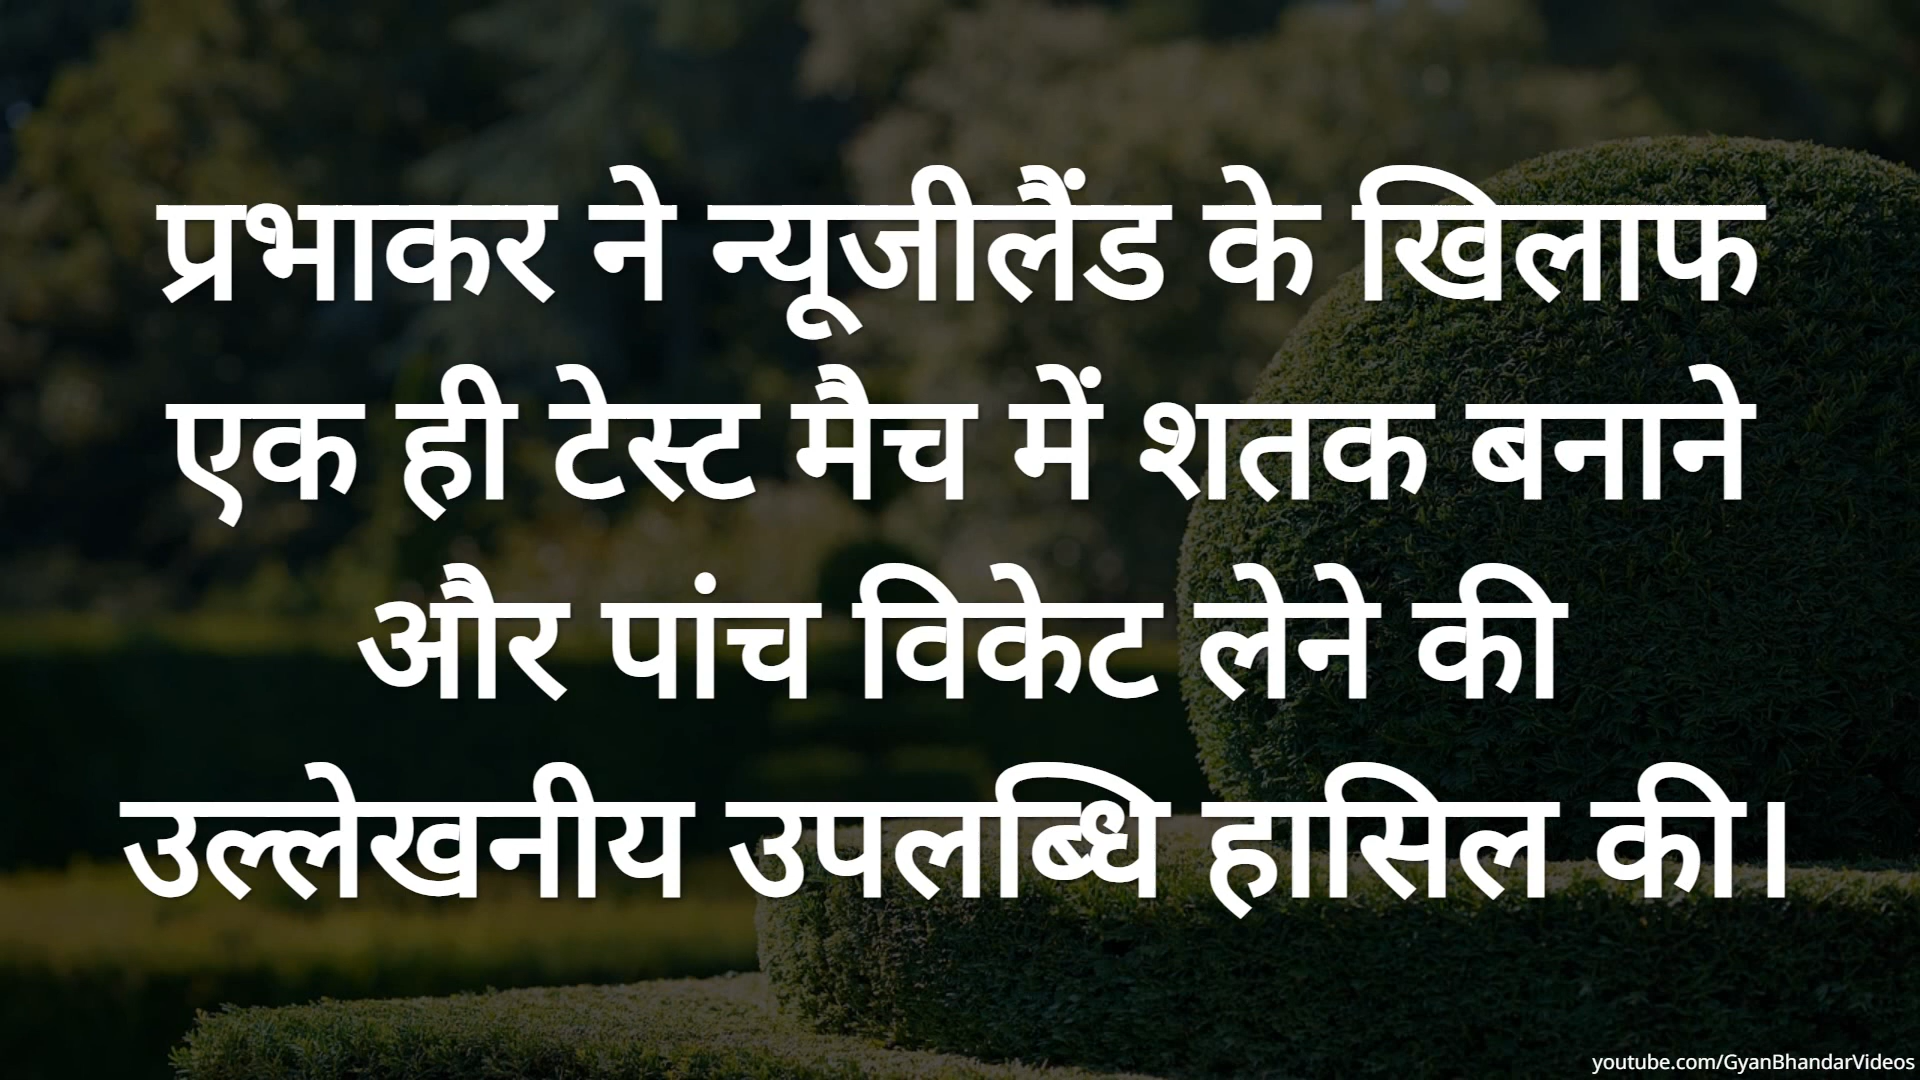 प्रभाकर ने न्यूजीलैंड के खिलाफ
एक ही टेस्ट मैच में शतक बनाने
और पांच विकेट लेने की
उल्लेखनीय उपलब्धि हासिल की।
youtube.com/GyanBhandarVideos